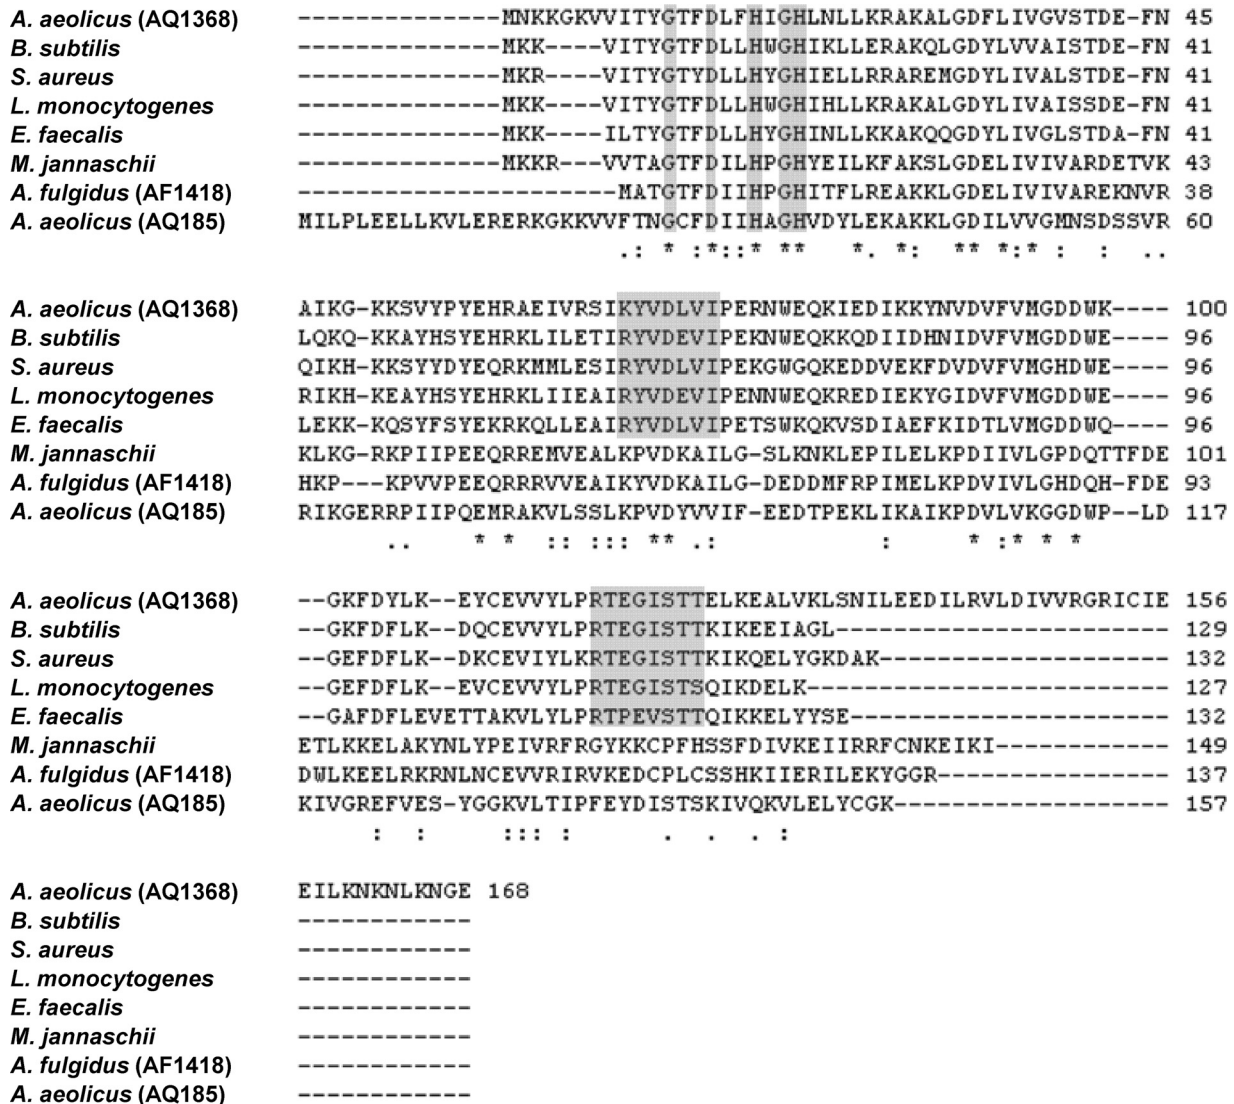 A. aeolicus (AQ1368) --------------MNKKGKVVITYGTFDLFHIGHLNLLKRAKALGDFLIVGVSTDE-FN 45
B. subtilis --------------MKK----VITYGTFDLLHWGHIKLLERAKQLGDYLVVAISTDE-FN 41
S. aureus --------------MKR----VITYGTYDLLHYGHIELLRRAREMGDYLIVALSTDE-FN 41
L. monocytogenes --------------MKK----VITYGTFDLLHWGHIHLLKRAKALGDYLIVAISSDE-FN 41
E. faecalis --------------MKK----ILTYGTFDLLHYGHINLLKKAKQQGDYLIVGLSTDA-FN 41
M. jannaschii --------------MKKR---VVTAGTFDILHPGHYEILKFAKSLGDELIVIVARDETVK 43
A. fulgidus (AF1418) ----------------------MATGTFDIIHPGHITFLREAKKLGDELIVIVAREKNVR 38
A. aeolicus (AQ185) MILPLEELLKVLERERKGKKVVFTNGCFDIIHAGHVDYLEKAKKLGDILVVGMNSDSSVR 60
.: * :*::* ** *. *: ** *:* : : ..
A. aeolicus (AQ1368) AIKG-KKSVYPYEHRAEIVRSIKYVDLVIPERNWEQKIEDIKKYNVDVFVMGDDWK---- 100
B. subtilis LQKQ-KKAYHSYEHRKLILETIRYVDEVIPEKNWEQKKQDIIDHNIDVFVMGDDWE---- 96
S. aureus QIKH-KKSYYDYEQRKMMLESIRYVDLVIPEKGWGQKEDDVEKFDVDVFVMGHDWE---- 96
L. monocytogenes RIKH-KEAYHSYEHRKLIIEAIRYVDEVIPENNWEQKREDIEKYGIDVFVMGDDWE---- 96
E. faecalis LEKK-KQSYFSYEKRKQLLEAIRYVDLVIPETSWKQKVSDIAEFKIDTLVMGDDWQ---- 96
M. jannaschii KLKG-RKPIIPEEQRREMVEALKPVDKAILG-SLKNKLEPILELKPDIIVLGPDQTTFDE 101
A. fulgidus (AF1418) HKP---KPVVPEEQRRRVVEAIKYVDKAILG-DEDDMFRPIMELKPDVIVLGHDQH-FDE 93
A. aeolicus (AQ185) RIKGERRPIIPQEMRAKVLSSLKPVDYVVIF-EEDTPEKLIKAIKPDVLVKGGDWP--LD 117
.. * * :: ::: ** .: : * :* * *
A. aeolicus (AQ1368) --GKFDYLK--EYCEVVYLPRTEGISTTELKEALVKLSNILEEDILRVLDIVVRGRICIE 156
B. subtilis --GKFDFLK--DQCEVVYLPRTEGISTTKIKEEIAGL----------------------- 129
S. aureus --GEFDFLK--DKCEVIYLKRTEGISTTKIKQELYGKDAK-------------------- 132
L. monocytogenes --GEFDFLK--EVCEVVYLPRTEGISTSQIKDELK------------------------- 127
E. faecalis --GAFDFLEVETTAKVLYLPRTPEVSTTQIKKELYYSE---------------------- 132
M. jannaschii ETLKKELAKYNLYPEIVRFRGYKKCPFHSSFDIVKEIIRRFCNKEIKI------------ 149
A. fulgidus (AF1418) DWLKEELRKRNLNCEVVRIRVKEDCPLCSSHKIIERILEKYGGR---------------- 137
A. aeolicus (AQ185) KIVGREFVES-YGGKVLTIPFEYDISTSKIVQKVLELYCGK------------------- 157
: : ::: : . . . :
A. aeolicus (AQ1368) EILKNKNLKNGE 168
B. subtilis ------------
S. aureus ------------
L. monocytogenes ------------
E. faecalis ------------
M. jannaschii ------------
A. fulgidus (AF1418) ------------
A. aeolicus (AQ185) ------------